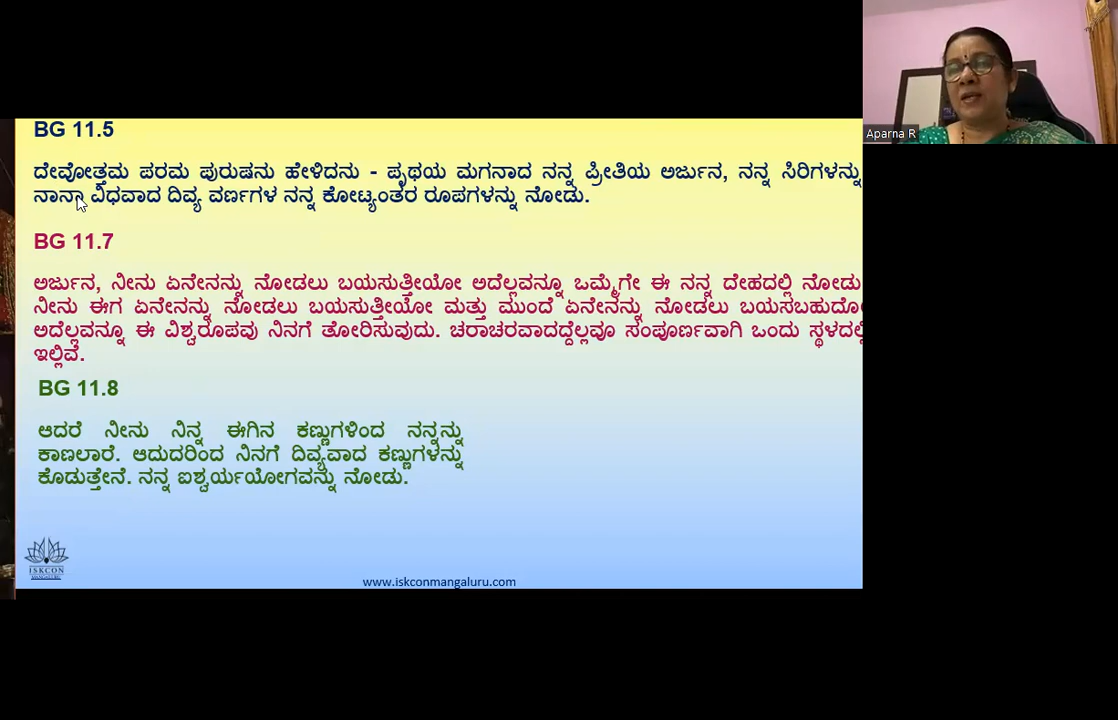 Aparna R
BG 11.5
ದೇವೋತ್ತಮ ಪರಮ ಪುರುಷನು ಹೇಳಿದನು - ಪೃಥೆಯ ಮಗನಾದ ನನ್ನ ಪ್ರೀತಿಯ ಅರ್ಜುನ, ನನ್ನ ಸಿರಿಗಳನ್ನು
ನಾನಾ ವಿಧವಾದ ದಿವ್ಯ ವರ್ಣಗಳ ನನ್ನ ಕೋಟ್ಯಂತರ ರೂಪಗಳನ್ನು ನೋಡು.
BG 11.7
ಅರ್ಜುನ, ನೀನು ಏನೇನನ್ನು ನೋಡಲು ಬಯಸುತ್ತೀಯೋ ಅದೆಲ್ಲವನ್ನೂ ಒಮ್ಮೆಗೇ ಈ ನನ್ನ ದೇಹದಲ್ಲಿ ನೋಡು
ನೀನು ಈಗ ಏನೇನನ್ನು ನೋಡಲು ಬಯಸುತ್ತೀಯೋ ಮತ್ತು ಮುಂದೆ ಏನೇನನ್ನು ನೋಡಲು ಬಯಸಬಹುದೋ
ಅದೆಲ್ಲವನ್ನೂ ಈ ವಿಶ್ವರೂಪವು ನಿನಗೆ ತೋರಿಸುವುದು. ಚರಾಚರವಾದದ್ದೆಲ್ಲವೂ ಸಂಪೂರ್ಣವಾಗಿ ಒಂದು ಸ್ಥಳದಲ್ಲಿ
ಇಲ್ಲಿವೆ.
BG 11.8
ಆದರೆ ನೀನು ನಿನ್ನ ಈಗಿನ ಕಣ್ಣುಗಳಿಂದ ನನ್ನನ್ನು
ಕಾಣಲಾರೆ. ಆದುದರಿಂದ ನಿನಗೆ ದಿವ್ಯವಾದ ಕಣ್ಣುಗಳನ್ನು
ಕೊಡುತ್ತೇನೆ. ನನ್ನ ಐಶ್ವರ್ಯಯೋಗವನ್ನು ನೋಡು.
ISKCON
MANGALURU
www.iskconmangaluru.com